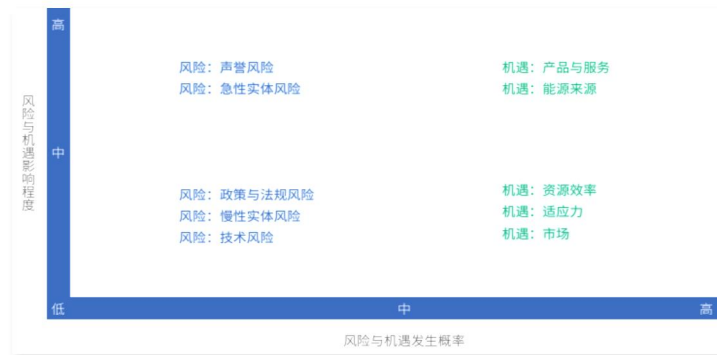 高
风险：声誉风险
风险：急性实体风险
机遇：产品与服务
机遇：能源来源
风险与机遇影响程度
中
风险：政策与法规风险
风险：慢性实体风险
风险：技术风险
机遇：资源效率
机遇：适应力
机遇：市场
低
中
高
风险与机遇发生概率